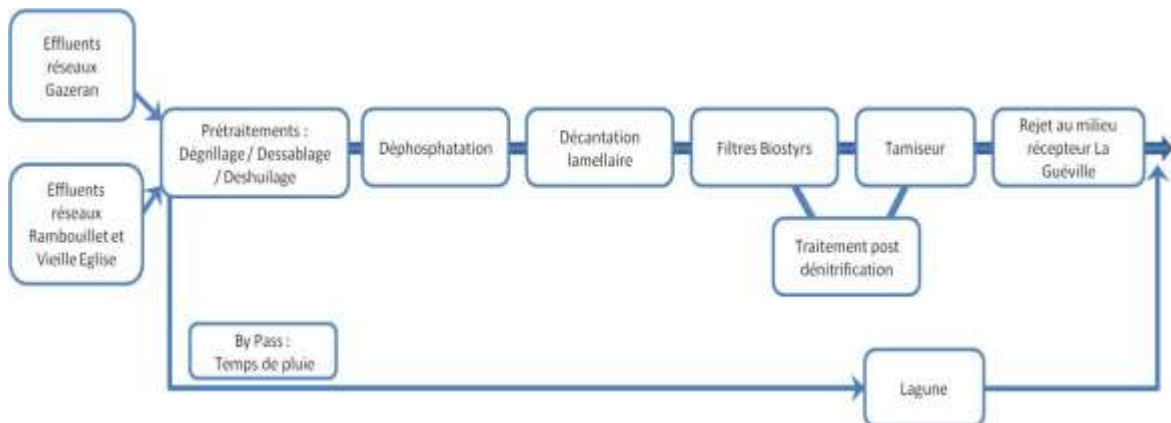 Effluents
réseaux
Gazeran
Effluents
réseaux
Rambouillet et
Vieille Eglise
Prétraitements :
Dégrillage / Dessablage
/ Deshuilage
Déphosphatation
Décantation
lamellaire
Filtres Biostyrs
Tamiseur
Rejet au milieu
récepteur La
Guéville
Traitement post
dénitrification
By Pass :
Temps de pluie
Lagune